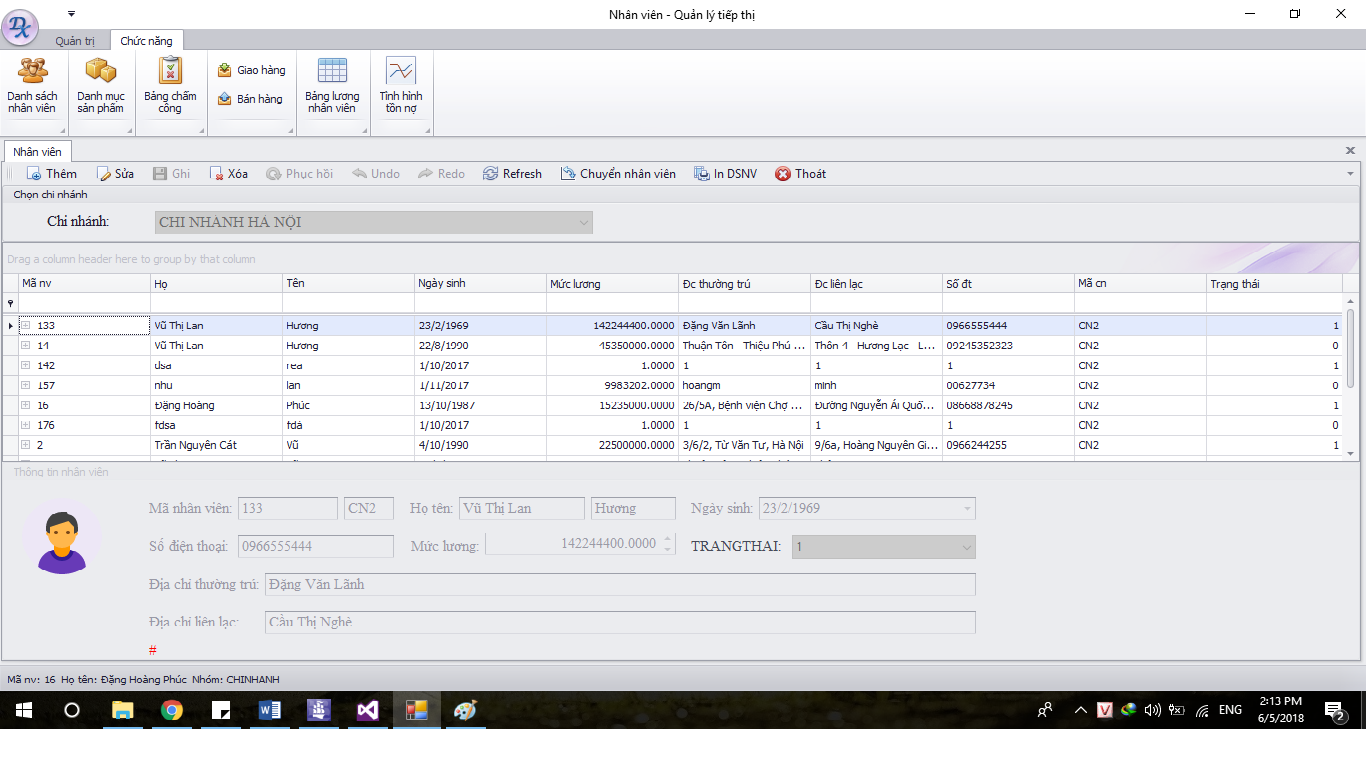 Nhân viên - Quản lý tiếp thị
Quản trị Chức năng
Danh sách nhân viên
Danh mục sản phẩm
Bảng chấm công
Giao hàng
Bán hàng
Bảng lương nhân viên
Tình hình tồn nợ
Nhân viên
Thêm Sửa Ghi Xóa Phục hồi Undo Redo Refresh Chuyển nhân viên In DSNV Thoát
Chọn chi nhánh
Chi nhánh: CHI NHANH HÀ NỘI
Drag a column header here to group by that column
Mã nv Họ Tên Ngày sinh Mức lương Đc thường trú Đc liên lạc Số đt Mã cn Trạng thái
133 Vũ Thị Lan Hương 23/2/1969 142244400.0000 Đặng Văn Lãnh Cầu Thị Nghè 0966555444 CN2 1
14 Vũ Thị Lan Hương 22/8/1990 45350000.0000 Thuận Tôn Thiệu Phú ... Thôn 4 Hương Lạc L... 09245352323 CN2 0
142 dsa rea 1/10/2017 1.0000 1 1 1 CN2 1
157 nhu lan 1/11/2017 9983202.0000 hoangm minh 00627734 CN2 0
16 Đặng Hoàng Phúc 13/10/1987 15235000.0000 26/5A, Bệnh viện Chợ ... Đường Nguyễn Ái Quố... 08668878245 CN2 1
176 fdsa fda 1/10/2017 1.0000 1 1 1 CN2 0
2 Trần Nguyên Cát Vũ 4/10/1990 22500000.0000 3/6/2, Từ Văn Tư, Hà Nội 9/6a, Hoàng Nguyên Gi... 0966244255 CN2 1
Thông tin nhân viên
Mã nhân viên: 133 CN2 Họ tên: Vũ Thị Lan Hương Ngày sinh: 23/2/1969
Số điện thoại: 0966555444 Mức lương: 142244400.0000 TRANGTHAI: 1
Địa chỉ thường trú: Đặng Văn Lãnh
Địa chỉ liên lạc: Cầu Thị Nghè
#
Mã nv: 16 Họ tên: Đặng Hoàng Phúc Nhóm: CHINHANH
ENG 2:13 PM
6/5/2018
2